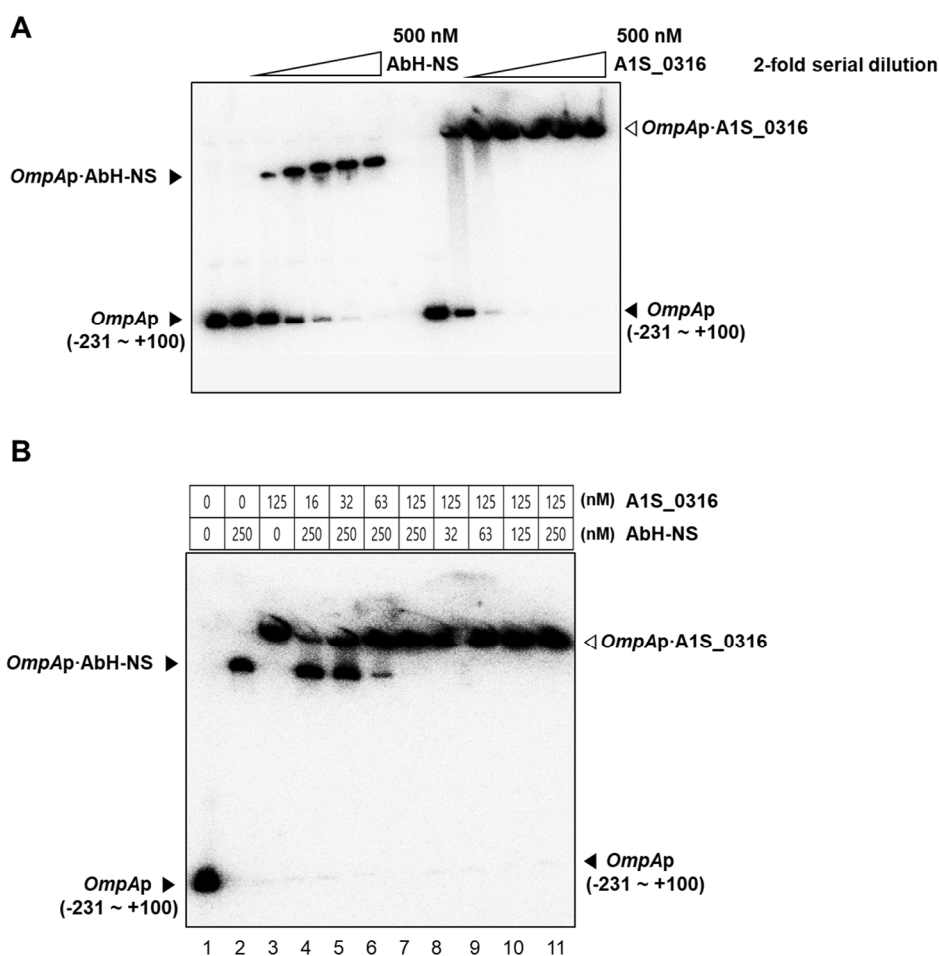 A
500 nM
AbH-NS
500 nM
A1S_0316
2-fold serial dilution
OmpAp·A1S_0316
OmpAp·AbH-NS
OmpAp
(-231 ~ +100)
OmpAp
(-231 ~ +100)
B
0 0 125 16 32 63 125 125 125 125 125 (nM) A1S_0316
0 250 0 250 250 250 250 32 63 125 250 (nM) AbH-NS
OmpAp·A1S_0316
OmpAp·AbH-NS
OmpAp
(-231 ~ +100)
OmpAp
(-231 ~ +100)
1 2 3 4 5 6 7 8 9 10 11